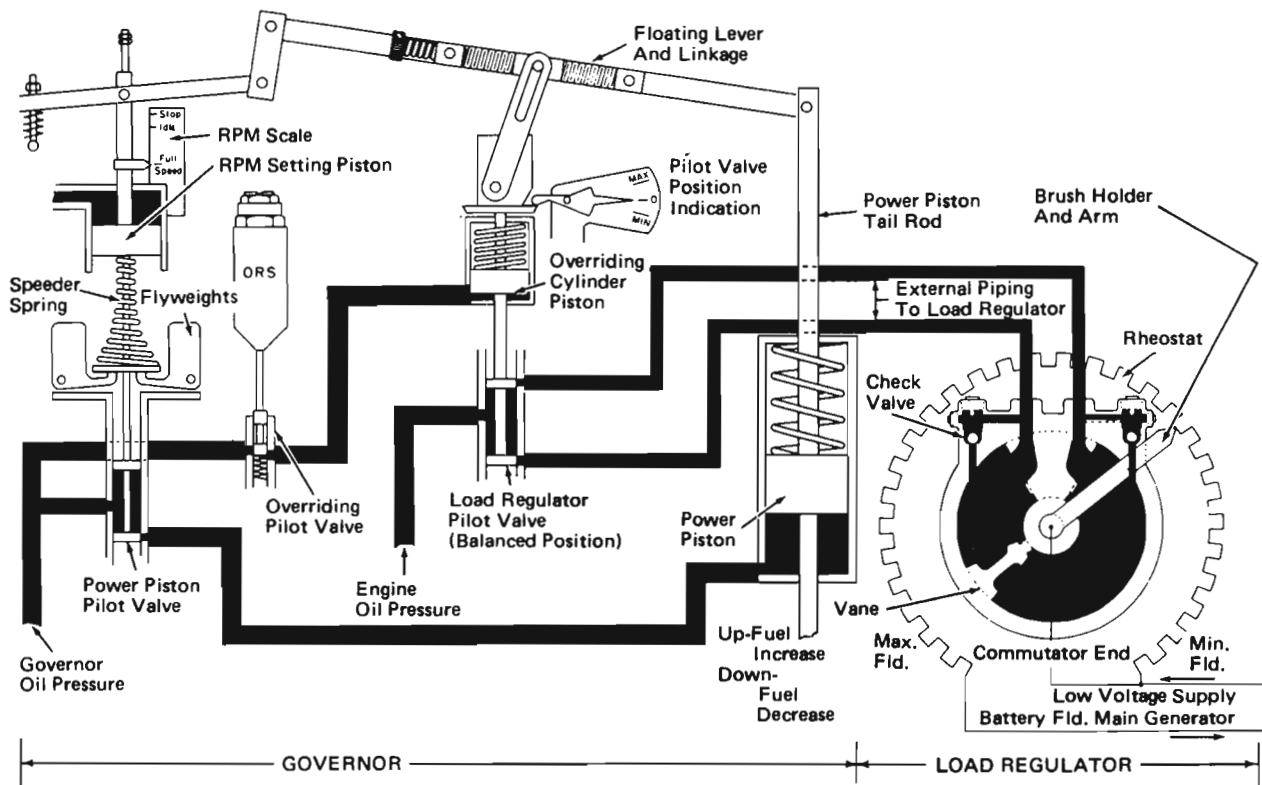 Floating Lever
And Linkage
Stop
Idle
Full
Speed
RPM Scale
RPM Setting Piston
Pilot Valve
Position
Indication
MAX
O
MIN
Power Piston
Tail Rod
Brush Holder
And Arm
ORS
Speeder
Spring
Flyweights
Overriding
Cylinder
Piston
External Piping
To Load Regulator
Rheostat
Check
Valve
Overriding
Pilot Valve
Load Regulator
Pilot Valve
(Balanced Position)
Power
Piston
Power Piston
Pilot Valve
Engine
Oil Pressure
Vane
Governor
Oil Pressure
Up-Fuel
Increase
Down-
Fuel
Decrease
Max.
Fld.
Commutator End
Min.
Fld.
Low Voltage Supply
Battery Fld. Main Generator
GOVERNOR
LOAD REGULATOR